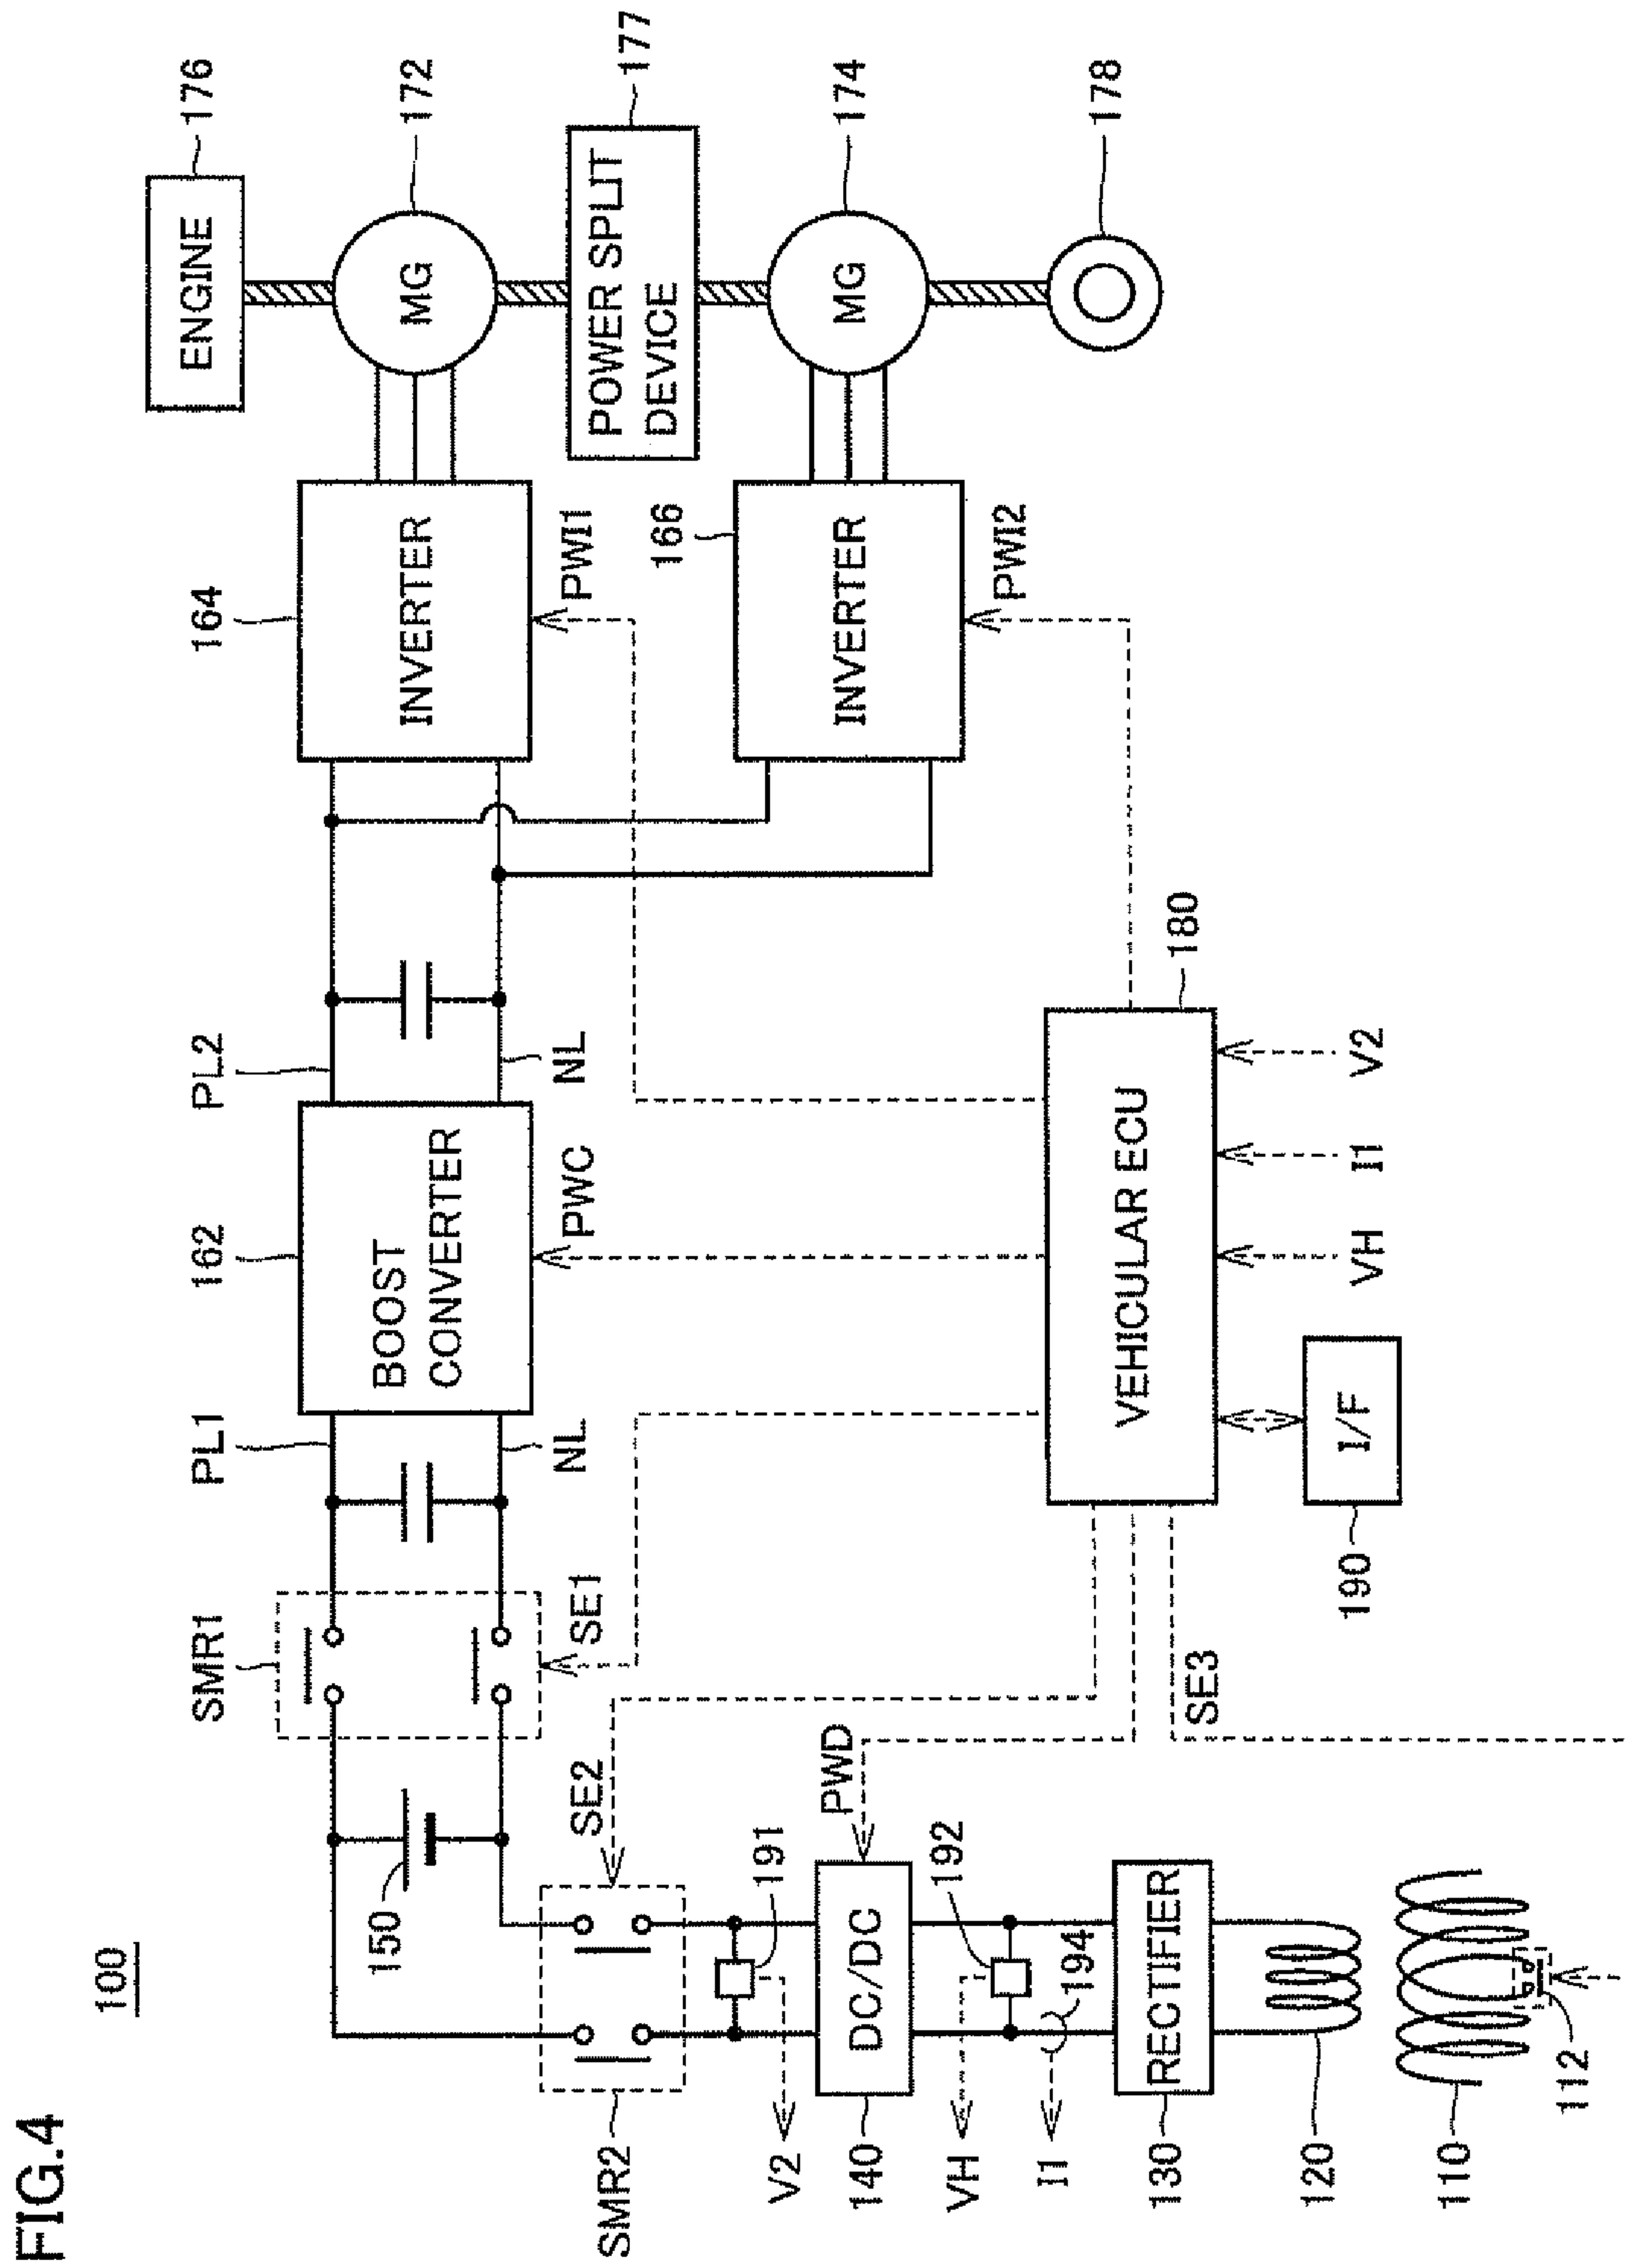 FIG.4
100
150
SMR1
PL1
NL
162
BOOST
CONVERTER
PL2
NL
164
INVERTER
ENGINE
176
MG
172
POWER SPLIT
DEVICE
177
166
INVERTER
MG
174
178
PWI1
PWI2
PWC
SE1
SE2
SMR2
191
V2
PWD
DC/DC
140
192
VH
194
I1
RECTIFIER
130
120
110
112
SE3
VEHICULAR ECU
180
I/F
190
VH
I1
V2